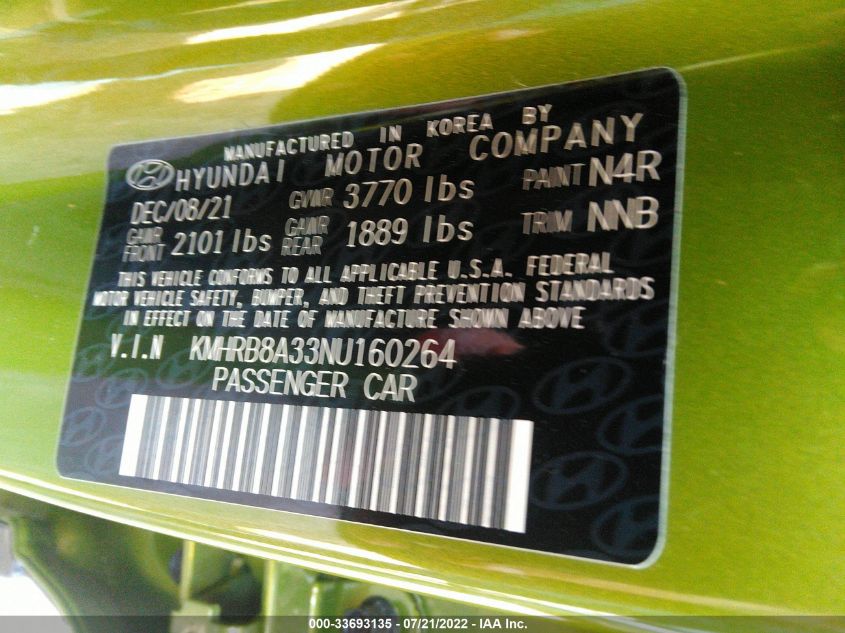 MANUFACTURED IN KOREA BY
HYUNDAI MOTOR COMPANY
DEC/08/21 GVWR 3770 lbs PAINT N4R
GAWR FRONT 2101 lbs GAWR REAR 1889 lbs TRIM NNB
THIS VEHICLE CONFORMS TO ALL APPLICABLE U.S.A. FEDERAL
MOTOR VEHICLE SAFETY, BUMPER, AND THEFT PREVENTION STANDARDS
IN EFFECT ON THE DATE OF MANUFACTURE SHOWN ABOVE
V.I.N KMHRB8A33NU160264
PASSENGER CAR
000-33693135 - 07/21/2022 - IAA Inc.